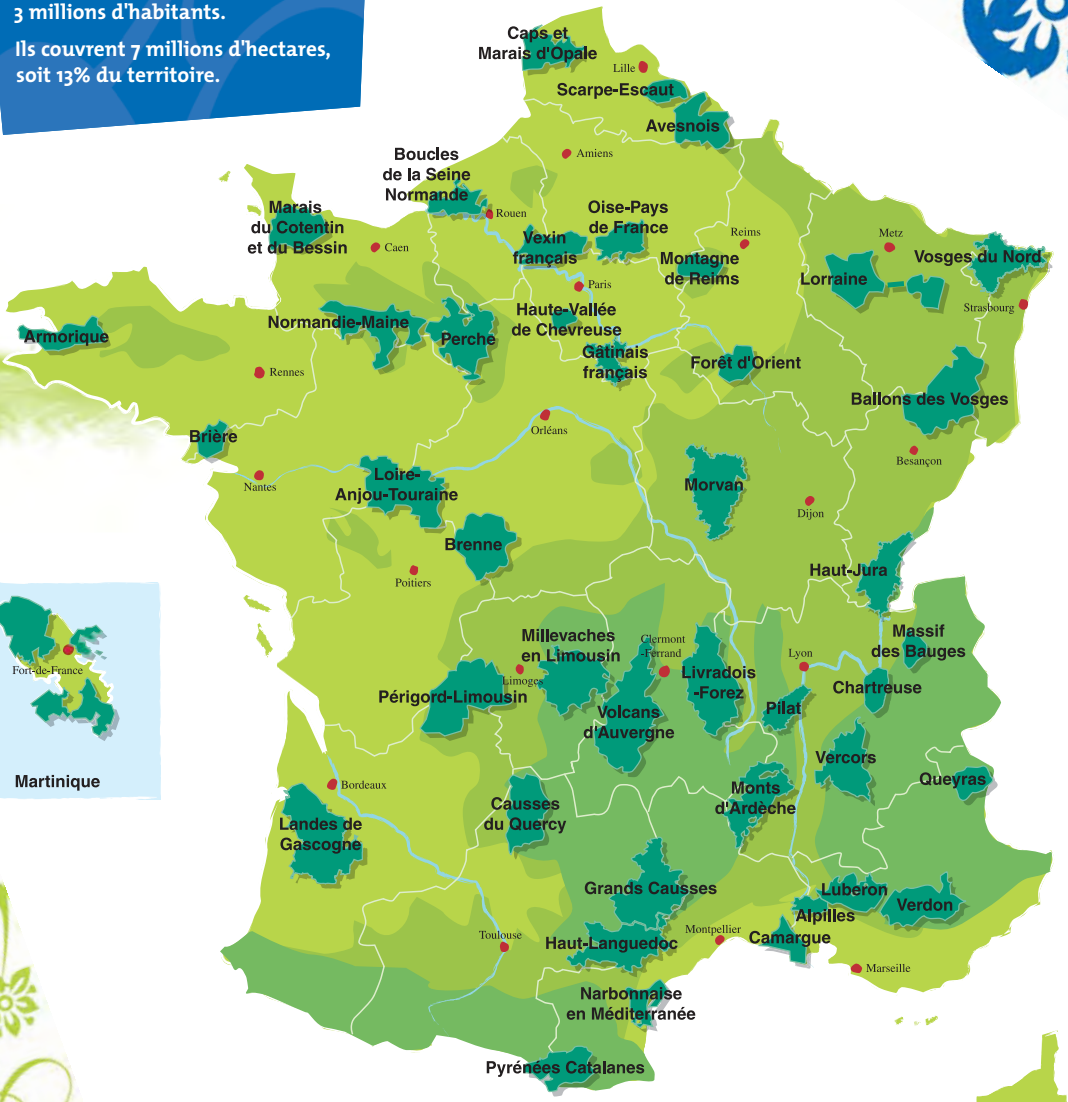 3 millions d'habitants.
Ils couvrent 7 millions d'hectares,
soit 13% du territoire.
Caps et
Marais d'Opale
Lille
Scarpe-Escaut
Avesnois
Amiens
Boucles
de la Seine
Normande
Rouen
Oise-Pays
de France
Marais
du Cotentin
et du Bessin
Caen
Vexin
français
Reims
Montagne
de Reims
Metz
Lorraine
Vosges du Nord
Strasbourg
Paris
Haute-Vallée
de Chevreuse
Normandie-Maine
Perche
Armorique
Gâtinais
français
Forêt d'Orient
Rennes
Ballons des Vosges
Orléans
Brière
Besançon
Nantes
Loire-
Anjou-Touraine
Morvan
Dijon
Brenne
Poitiers
Haut-Jura
Millevaches
en Limousin
Clermont
-Ferrand
Lyon
Massif
des Bauges
Fort-de-France
Limoges
Livradois
-Forez
Chartreuse
Périgord-Limousin
Volcans
d'Auvergne
Pilat
Vercors
Martinique
Queyras
Bordeaux
Monts
d'Ardèche
Causses
du Quercy
Landes de
Gascogne
Grands Causses
Luberon
Verdon
Alpilles
Toulouse
Haut-Languedoc
Montpellier
Camargue
Marseille
Narbonnaise
en Méditerranée
Pyrénées Catalanes